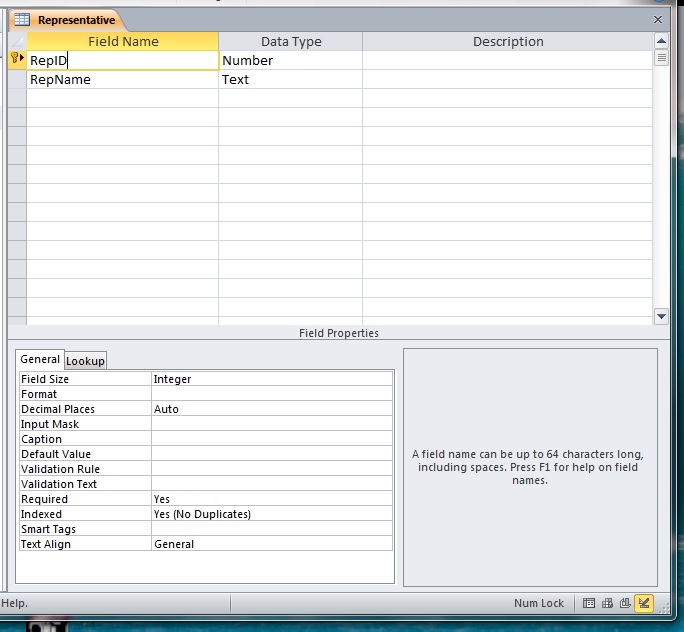 Representative
Field Name Data Type Description
RepID Number
RepName Text
Field Properties
General Lookup
Field Size Integer
Format
Decimal Places Auto
Input Mask
Caption
Default Value
Validation Rule
Validation Text
Required Yes
Indexed Yes (No Duplicates)
Smart Tags
Text Align General
A field name can be up to 64 characters long,
including spaces. Press F1 for help on field
names.
Help. Num Lock